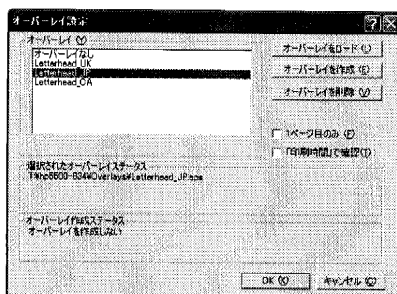 オーバーレイ設定
オーバーレイ (Y)
オーバーレイなし
Letterhead_UK
Letterhead_JP
Letterhead_CA
オーバーレイをロード (L)
オーバーレイを作成 (E)
オーバーレイを削除 (V)
1ページ目のみ (F)
「印刷時間」で確認(T)
選択されたオーバーレイステータス
オーバーレイ作成ステータス
オーバーレイを作成しない
OK
キャンセル